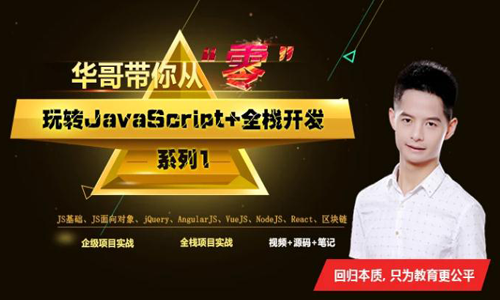 华哥带你从“零”
玩转JavaScript+全栈开发
系列1
JS基础、JS面向对象、jQuery、AngularJS、VueJS、NodeJS、React、区块链
企级项目实战 全栈项目实战 视频+源码+笔记
回归本质，只为教育更公平